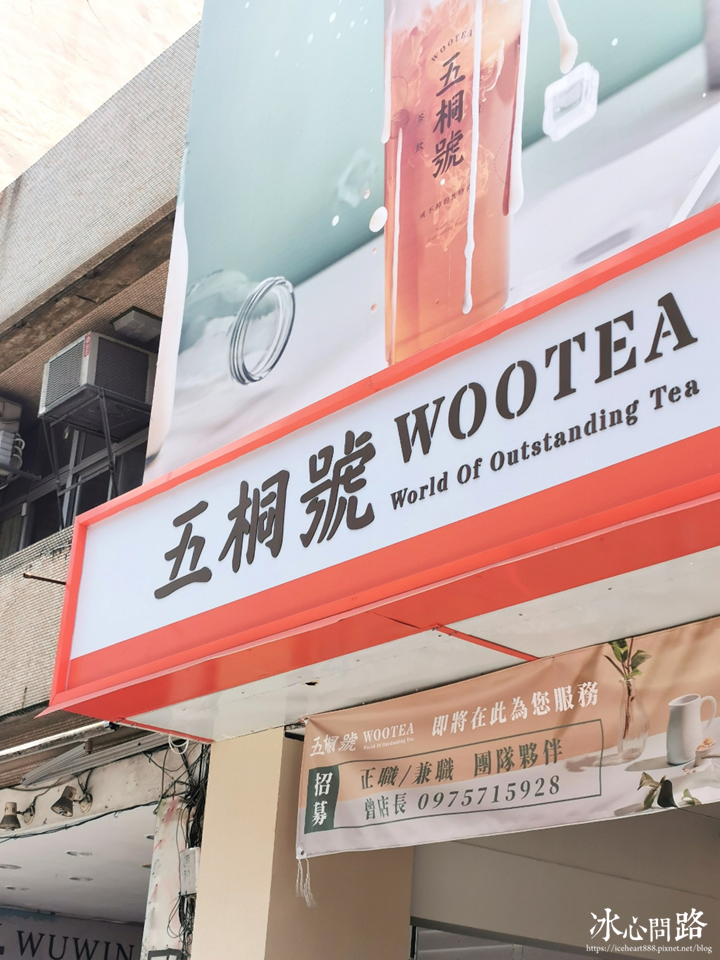 WOOTEA
五桐號
茶飲
五桐號 WOOTEA
World Of Outstanding Tea
五桐號 WOOTEA 即將在此為您服務
World Of Outstanding Tea
招募
正職/兼職 團隊夥伴
曾店長 0975715928
WUWIN
冰心問路
https://iceheart888.pixnet.net/blog